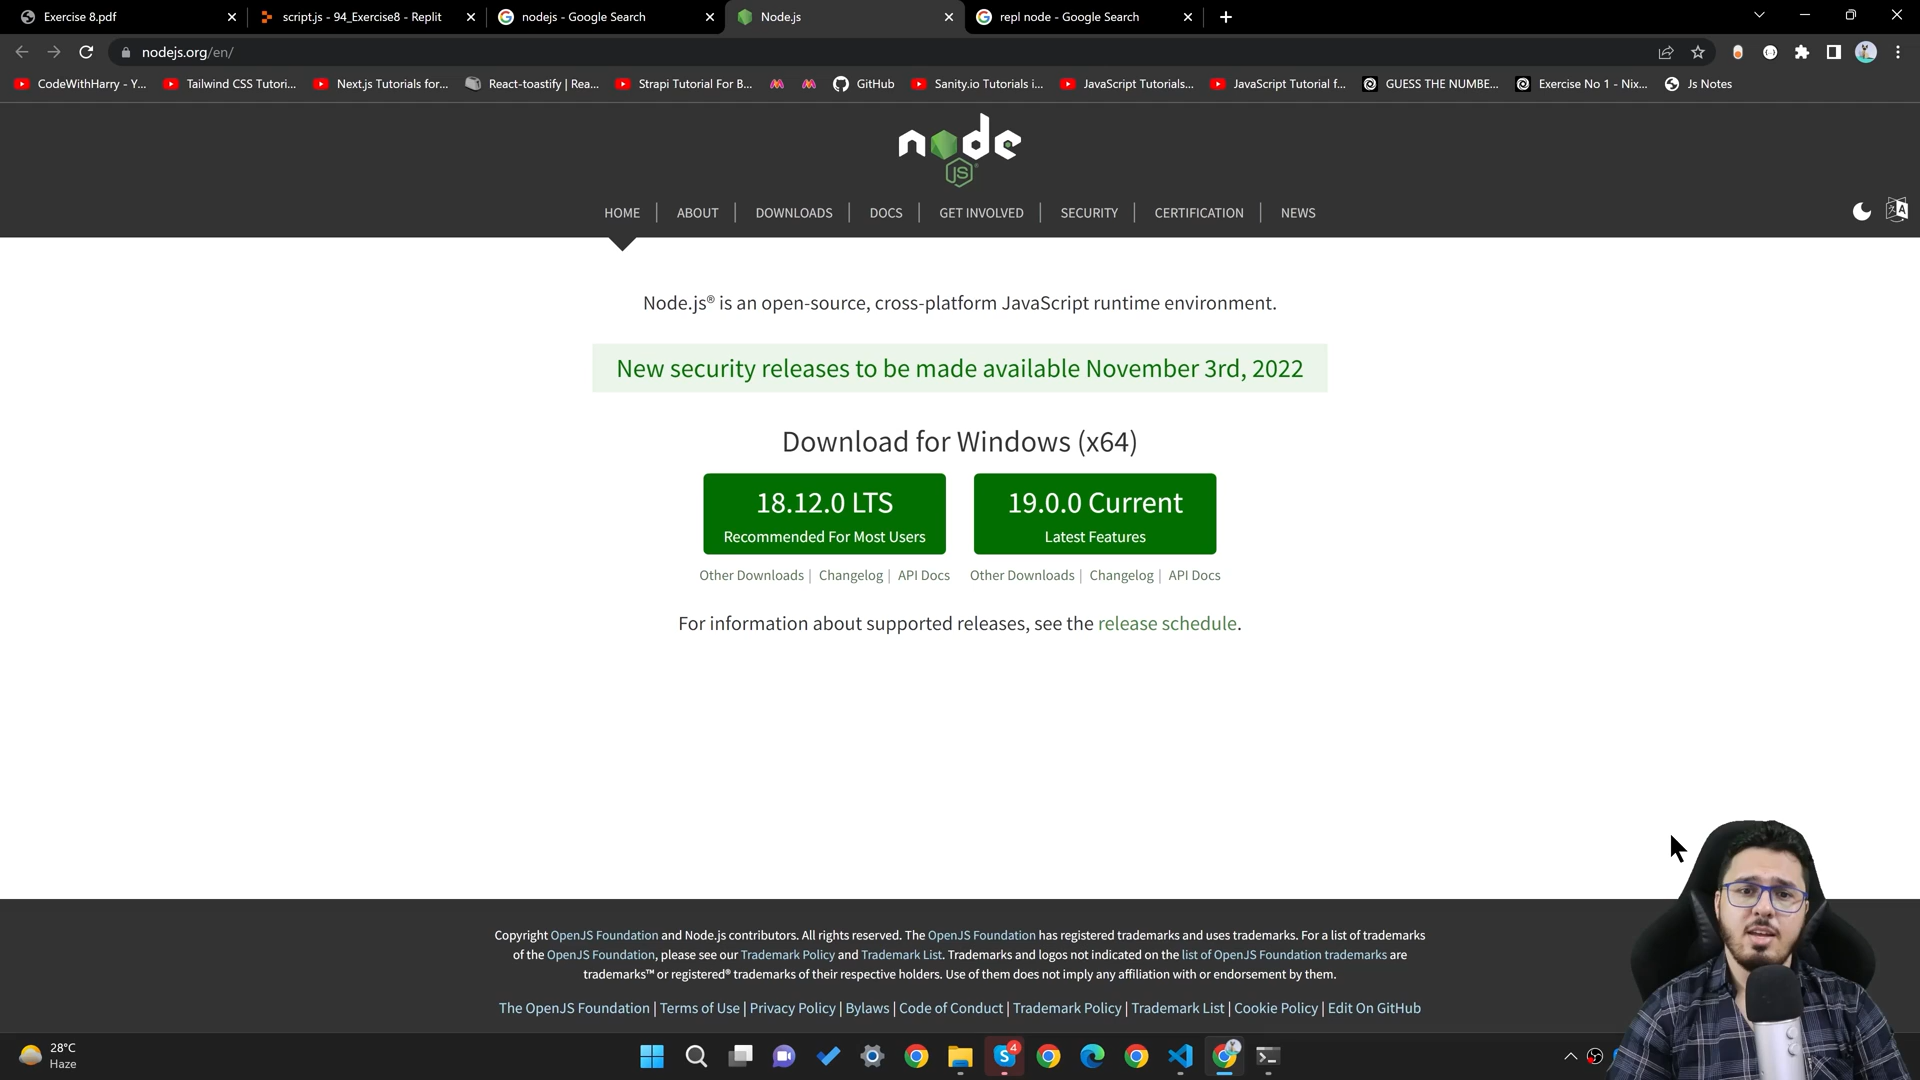 Exercise 8.pdf
script.js - 94_Exercise8 - Replit
nodejs - Google Search
Node.js
repl node - Google Search
nodejs.org/en/
CodeWithHarry - Y...
Tailwind CSS Tutori...
Next.js Tutorials for...
React-toastify | Rea...
Strapi Tutorial For B...
GitHub
Sanity.io Tutorials i...
JavaScript Tutorials...
JavaScript Tutorial f...
GUESS THE NUMBE...
Exercise No 1 - Nix...
Js Notes
node
JS
HOME
ABOUT
DOWNLOADS
DOCS
GET INVOLVED
SECURITY
CERTIFICATION
NEWS
Node.js® is an open-source, cross-platform JavaScript runtime environment.
New security releases to be made available November 3rd, 2022
Download for Windows (x64)
18.12.0 LTS
Recommended For Most Users
19.0.0 Current
Latest Features
Other Downloads | Changelog | API Docs
Other Downloads | Changelog | API Docs
For information about supported releases, see the release schedule.
Copyright OpenJS Foundation and Node.js contributors. All rights reserved. The OpenJS Foundation has registered trademarks and uses trademarks. For a list of trademarks
of the OpenJS Foundation, please see our Trademark Policy and Trademark List. Trademarks and logos not indicated on the list of OpenJS Foundation trademarks are
trademarks™ or registered® trademarks of their respective holders. Use of them does not imply any affiliation with or endorsement by them.
The OpenJS Foundation | Terms of Use | Privacy Policy | Bylaws | Code of Conduct | Trademark Policy | Trademark List | Cookie Policy | Edit On GitHub
28°C
Haze
4